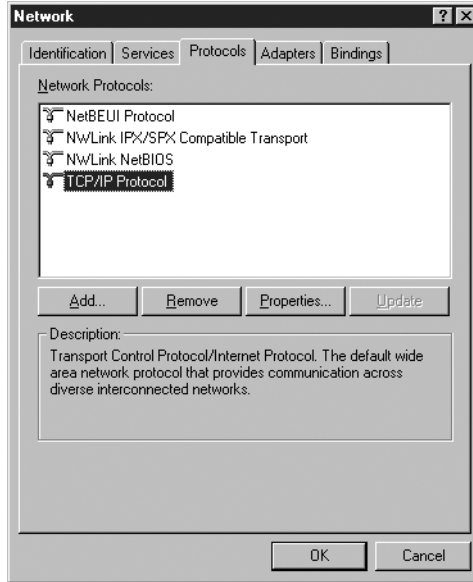 Network
Identification Services Protocols Adapters Bindings
Network Protocols:
NetBEUI Protocol
NWLink IPX/SPX Compatible Transport
NWLink NetBIOS
TCP/IP Protocol
Add... Remove Properties... Update
Description:
Transport Control Protocol/Internet Protocol. The default wide
area network protocol that provides communication across
diverse interconnected networks.
OK Cancel